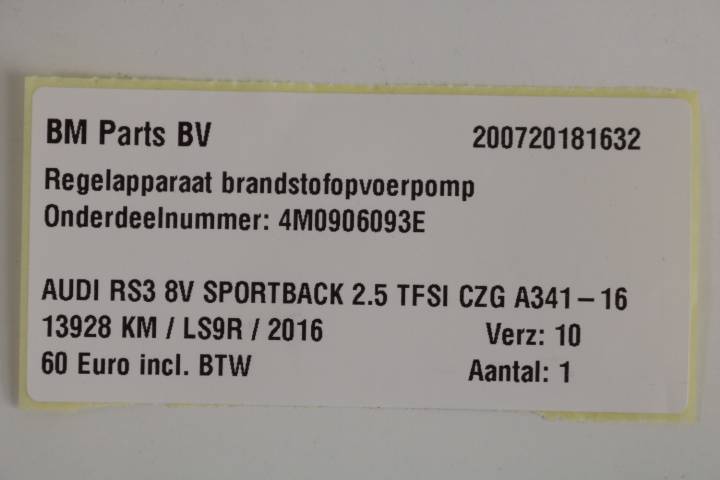 BM Parts BV 200720181632
Regelapparaat brandstofopvoerpomp
Onderdeelnummer: 4M0906093E
AUDI RS3 8V SPORTBACK 2.5 TFSI CZG A341-16
13928 KM / LS9R / 2016 Verz: 10
60 Euro incl. BTW Aantal: 1